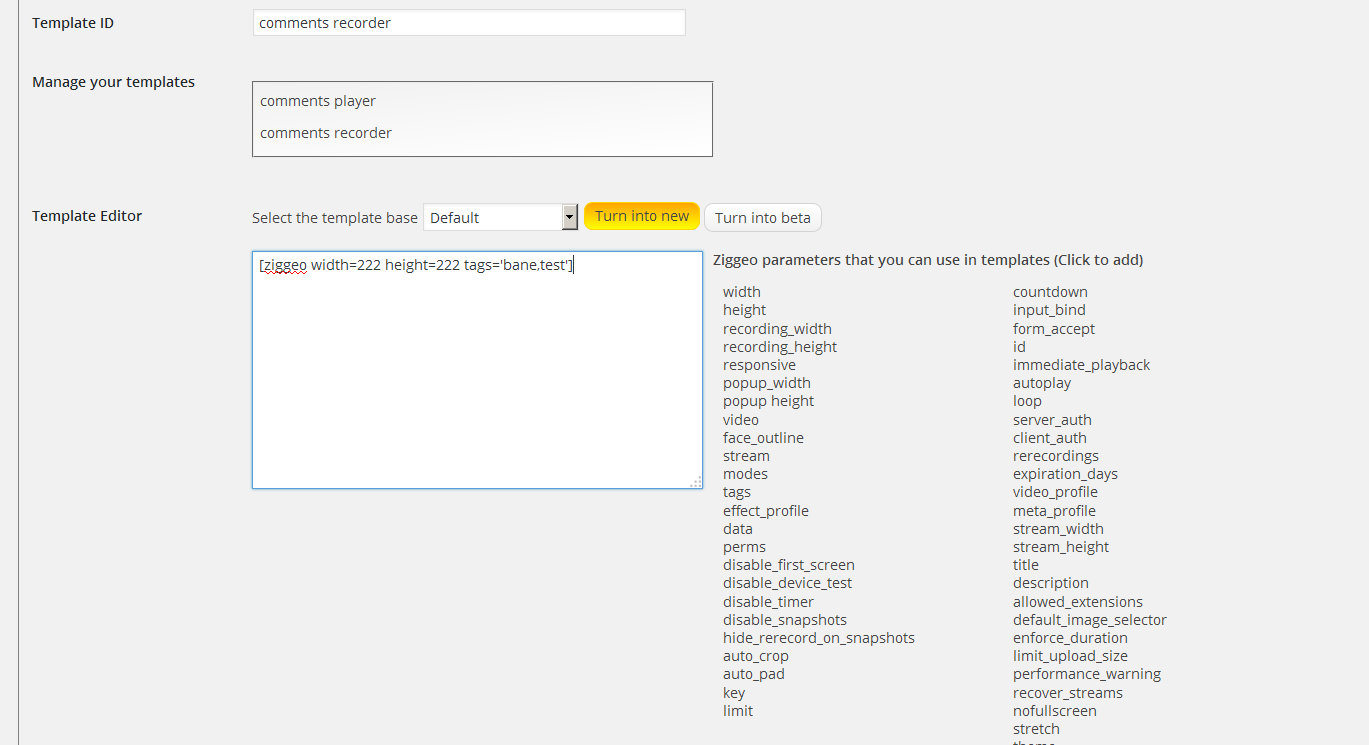 Template ID
comments recorder
Manage your templates
comments player
comments recorder
Template Editor
Select the template base Default Turn into new Turn into beta
[ziggeo width=222 height=222 tags='bane,test']
Ziggeo parameters that you can use in templates (Click to add)
width
height
recording_width
recording_height
responsive
popup_width
popup height
video
face_outline
stream
modes
tags
effect_profile
data
perms
disable_first_screen
disable_device_test
disable_timer
disable_snapshots
hide_rerecord_on_snapshots
auto_crop
auto_pad
key
limit
countdown
input_bind
form_accept
id
immediate_playback
autoplay
loop
server_auth
client_auth
rerecordings
expiration_days
video_profile
meta_profile
stream_width
stream_height
title
description
allowed_extensions
default_image_selector
enforce_duration
limit_upload_size
performance_warning
recover_streams
nofullscreen
stretch